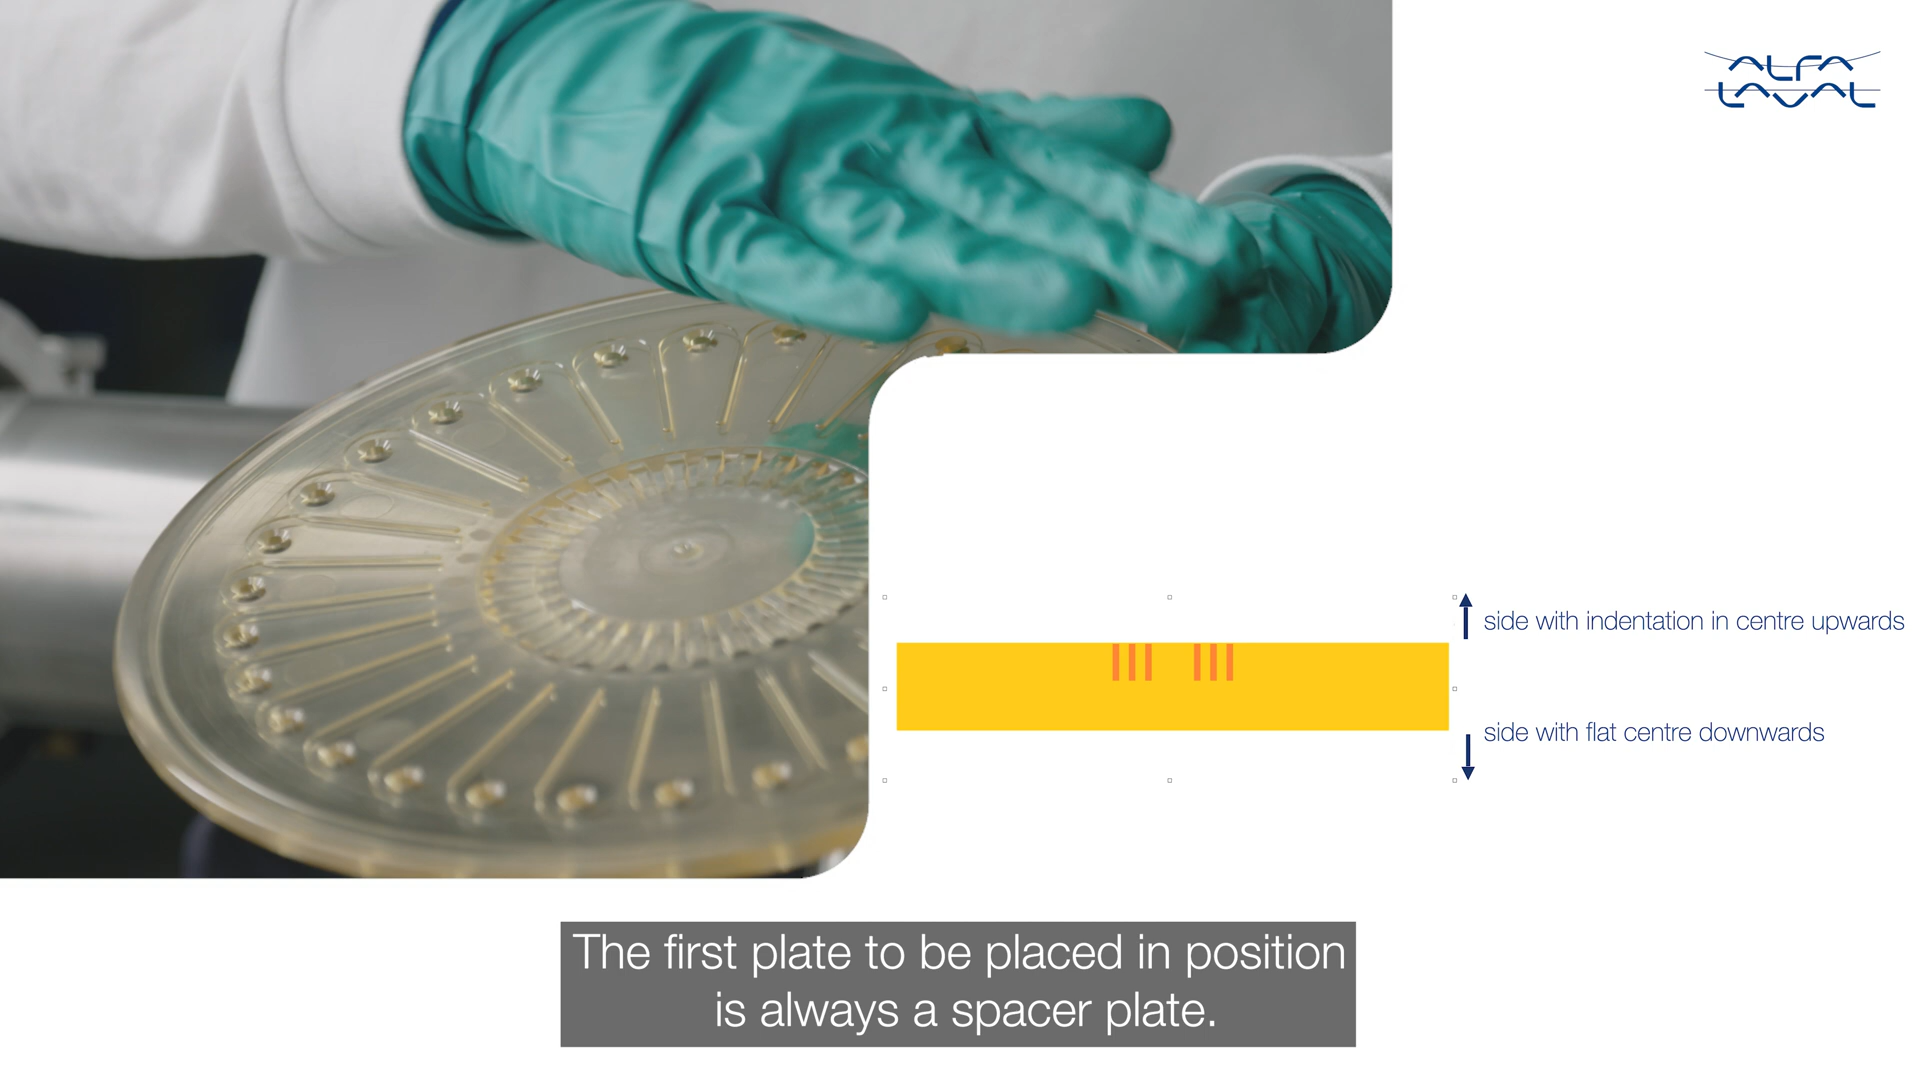 ALFA
LAVAL
side with indentation in centre upwards
side with flat centre downwards
The first plate to be placed in position
is always a spacer plate.